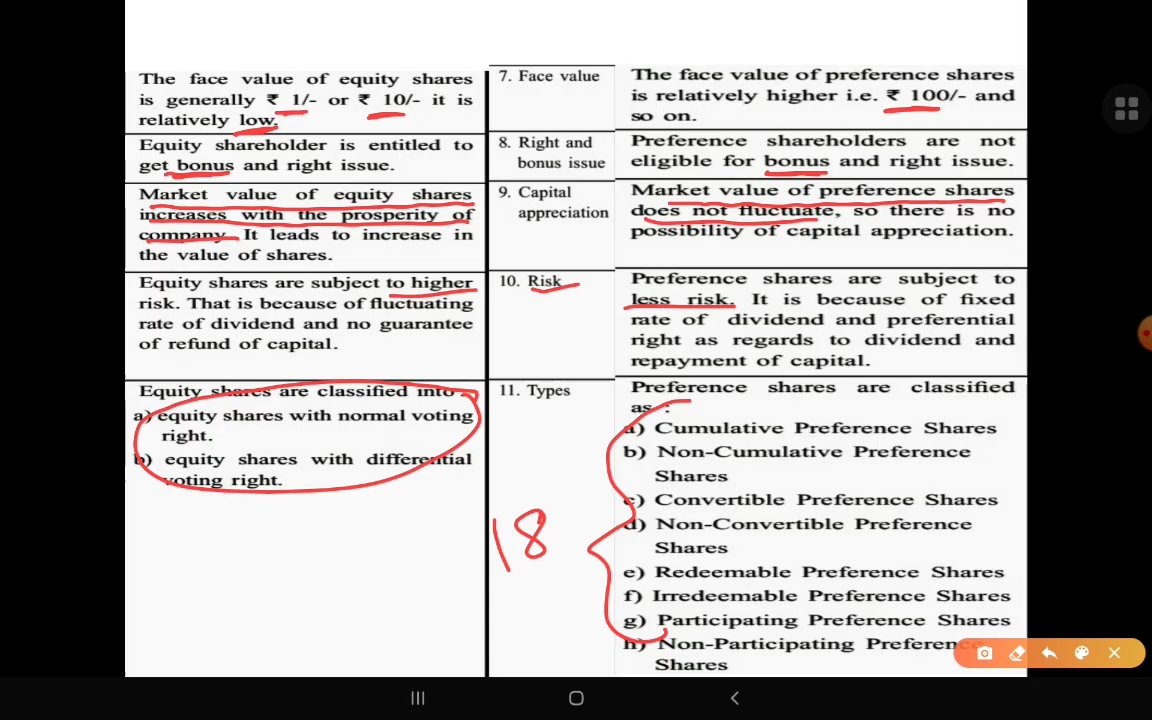 The face value of equity shares
is generally ₹ 1/- or ₹ 10/- it is
relatively low.
7. Face value
The face value of preference shares
is relatively higher i.e. ₹ 100/- and
so on.
Equity shareholder is entitled to
get bonus and right issue.
8. Right and
bonus issue
Preference shareholders are not
eligible for bonus and right issue.
Market value of equity shares
increases with the prosperity of
company. It leads to increase in
the value of shares.
9. Capital
appreciation
Market value of preference shares
does not fluctuate, so there is no
possibility of capital appreciation.
Equity shares are subject to higher
risk. That is because of fluctuating
rate of dividend and no guarantee
of refund of capital.
10. Risk
Preference shares are subject to
less risk. It is because of fixed
rate of dividend and preferential
right as regards to dividend and
repayment of capital.
Equity shares are classified into
a) equity shares with normal voting
right.
b) equity shares with differential
voting right.
11. Types
18
Preference shares are classified
as :
a) Cumulative Preference Shares
b) Non-Cumulative Preference
Shares
c) Convertible Preference Shares
d) Non-Convertible Preference
Shares
e) Redeemable Preference Shares
f) Irredeemable Preference Shares
g) Participating Preference Shares
h) Non-Participating Preference
Shares